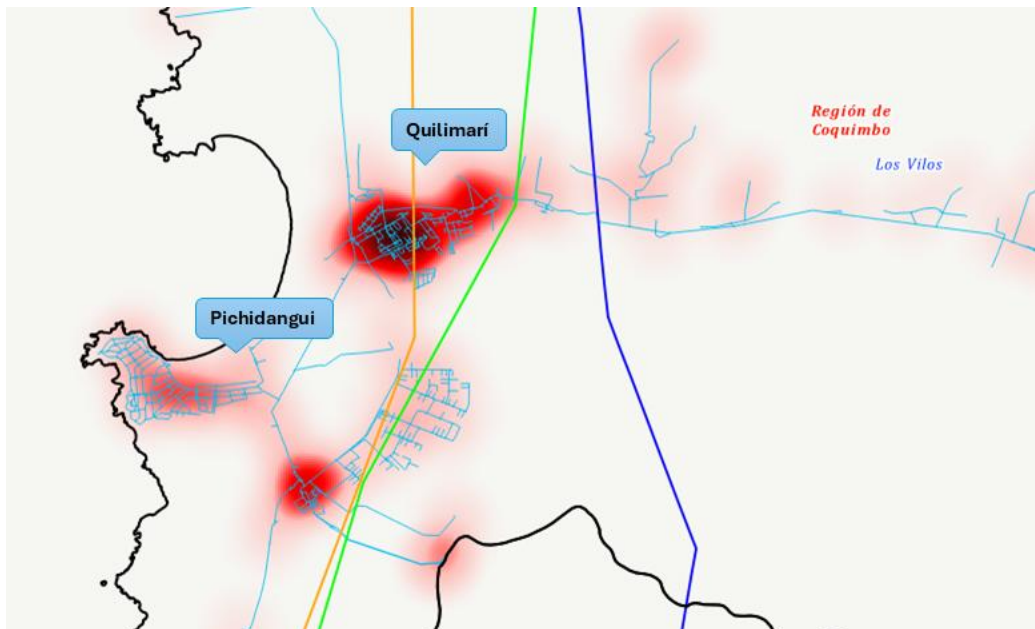 Quilimarí
Región de
Coquimbo
Los Vilos
Pichidangui